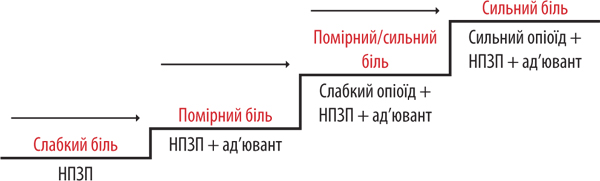 Слабкий біль
НПЗП
Помірний біль
НПЗП + ад’ювант
Помірний/сильний
біль
Слабкий опіоїд +
НПЗП + ад’ювант
Сильний біль
Сильний опіоїд +
НПЗП + ад’ювант